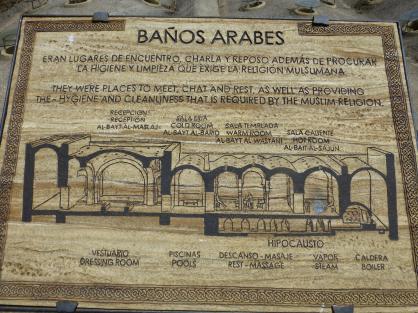 BAÑOS ARABES
ERAN LUGARES DE ENCUENTRO, CHARLA Y REPOSO ADEMÁS DE PROCURAR
LA HIGIENE Y LIMPIEZA QUE EXIGE LA RELIGIÓN MUSULMANA.
THEY WERE PLACES TO MEET, CHAT AND REST, AS WELL AS PROVIDING
THE - HYGIENE AND CLEANLINESS THAT IS REQUIRED BY THE MUSLIM RELIGION.
RECEPCIÓN
RECEPTION
AL-BAYT AL-MASLAJ
SALA FRÍA
COLD ROOM
AL-BAYT AL-BARID
SALA TEMPLADA
WARM ROOM
AL-BAYT AL WASTANI
SALA CALIENTE
HOT ROOM
AL-BAIT AL-SAJUN
HIPOCAUSTO
VESTUARIO
DRESSING ROOM
PISCINAS
POOLS
DESCANSO - MASAJE
REST - MASSAGE
VAPOR
STEAM
CALDERA
BOILER